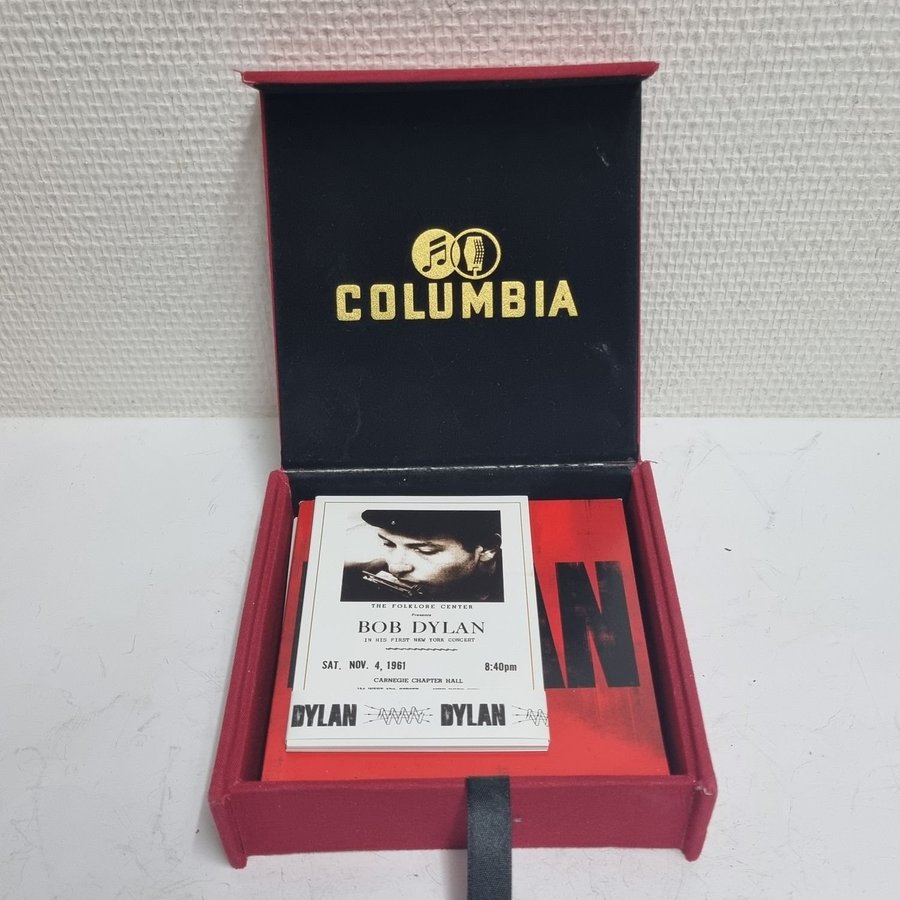 COLUMBIA
THE FOLKLORE CENTER
Presents
BOB DYLAN
IN HIS FIRST NEW YORK CONCERT
SAT. NOV. 4, 1961 8:40pm
CARNEGIE CHAPTER HALL
DYLAN DYLAN
AN